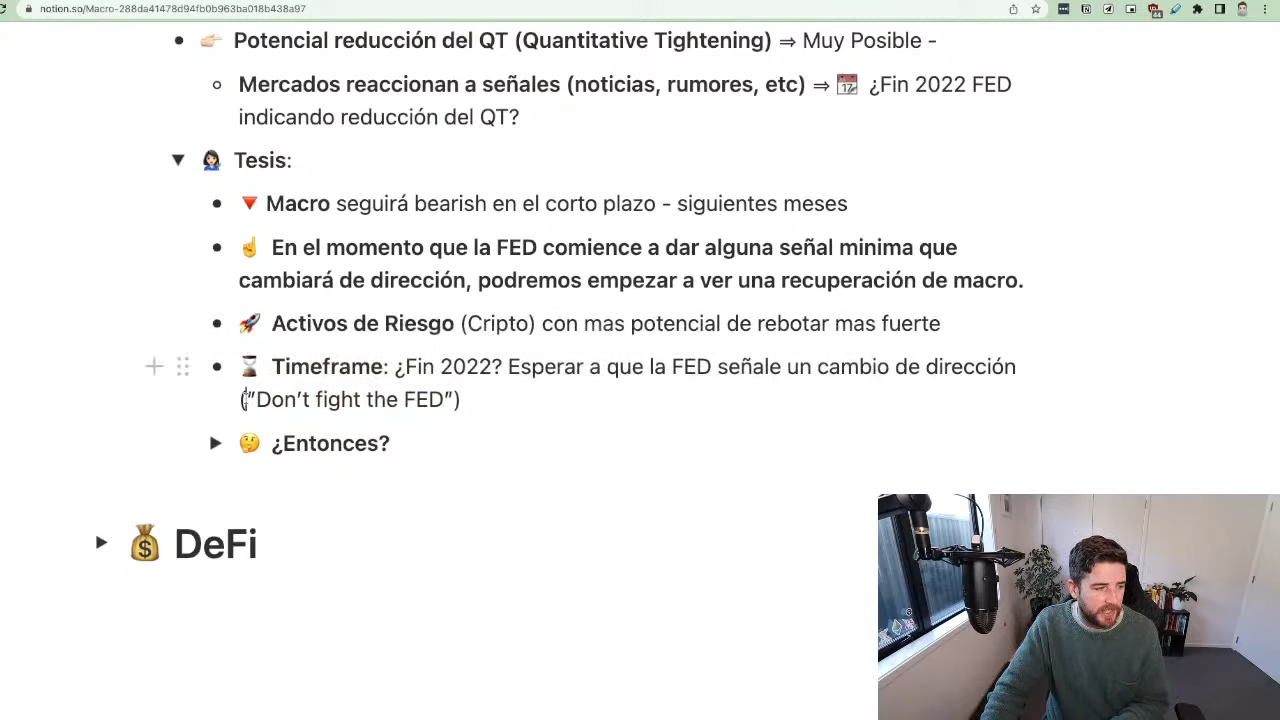 notion.so/Macro-288da41478d94fb0b963ba018b438a97
Potencial reducción del QT (Quantitative Tightening) ⇒ Muy Posible -
Mercados reaccionan a señales (noticias, rumores, etc) ⇒ 📆 ¿Fin 2022 FED
indicando reducción del QT?
Tesis:
Macro seguirá bearish en el corto plazo - siguientes meses
En el momento que la FED comience a dar alguna señal minima que
cambiará de dirección, podremos empezar a ver una recuperación de macro.
Activos de Riesgo (Cripto) con mas potencial de rebotar mas fuerte
Timeframe: ¿Fin 2022? Esperar a que la FED señale un cambio de dirección
("Don't fight the FED")
¿Entonces?
DeFi